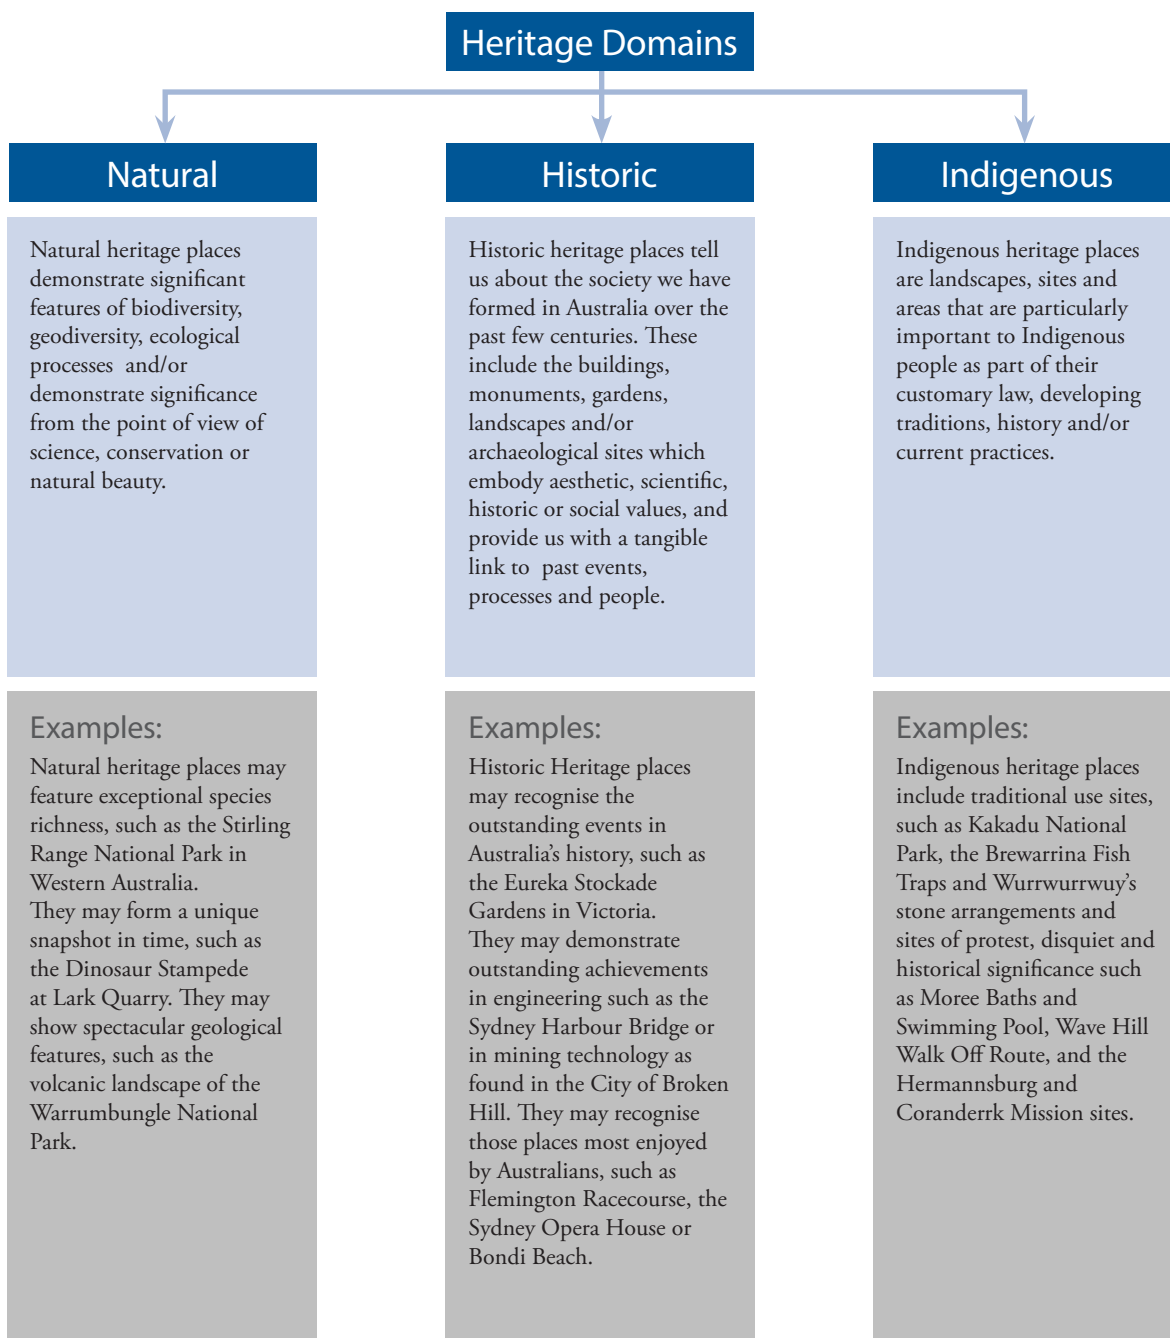 Heritage Domains
Natural
Natural heritage places
demonstrate significant
features of biodiversity,
geodiversity, ecological
processes and/or
demonstrate significance
from the point of view of
science, conservation or
natural beauty.
Examples:
Natural heritage places may
feature exceptional species
richness, such as the Stirling
Range National Park in
Western Australia.
They may form a unique
snapshot in time, such as
the Dinosaur Stampede
at Lark Quarry. They may
show spectacular geological
features, such as the
volcanic landscape of the
Warrumbungle National
Park.
Historic
Historic heritage places tell
us about the society we have
formed in Australia over the
past few centuries. These
include the buildings,
monuments, gardens,
landscapes and/or
archaeological sites which
embody aesthetic, scientific,
historic or social values, and
provide us with a tangible
link to past events,
processes and people.
Examples:
Historic Heritage places
may recognise the
outstanding events in
Australia's history, such as
the Eureka Stockade
Gardens in Victoria.
They may demonstrate
outstanding achievements
in engineering such as the
Sydney Harbour Bridge or
in mining technology as
found in the City of Broken
Hill. They may recognise
those places most enjoyed
by Australians, such as
Flemington Racecourse, the
Sydney Opera House or
Bondi Beach.
Indigenous
Indigenous heritage places
are landscapes, sites and
areas that are particularly
important to Indigenous
people as part of their
customary law, developing
traditions, history and/or
current practices.
Examples:
Indigenous heritage places
include traditional use sites,
such as Kakadu National
Park, the Brewarrina Fish
Traps and Wurrwurrwuy's
stone arrangements and
sites of protest, disquiet and
historical significance such
as Moree Baths and
Swimming Pool, Wave Hill
Walk Off Route, and the
Hermannsburg and
Coranderrk Mission sites.